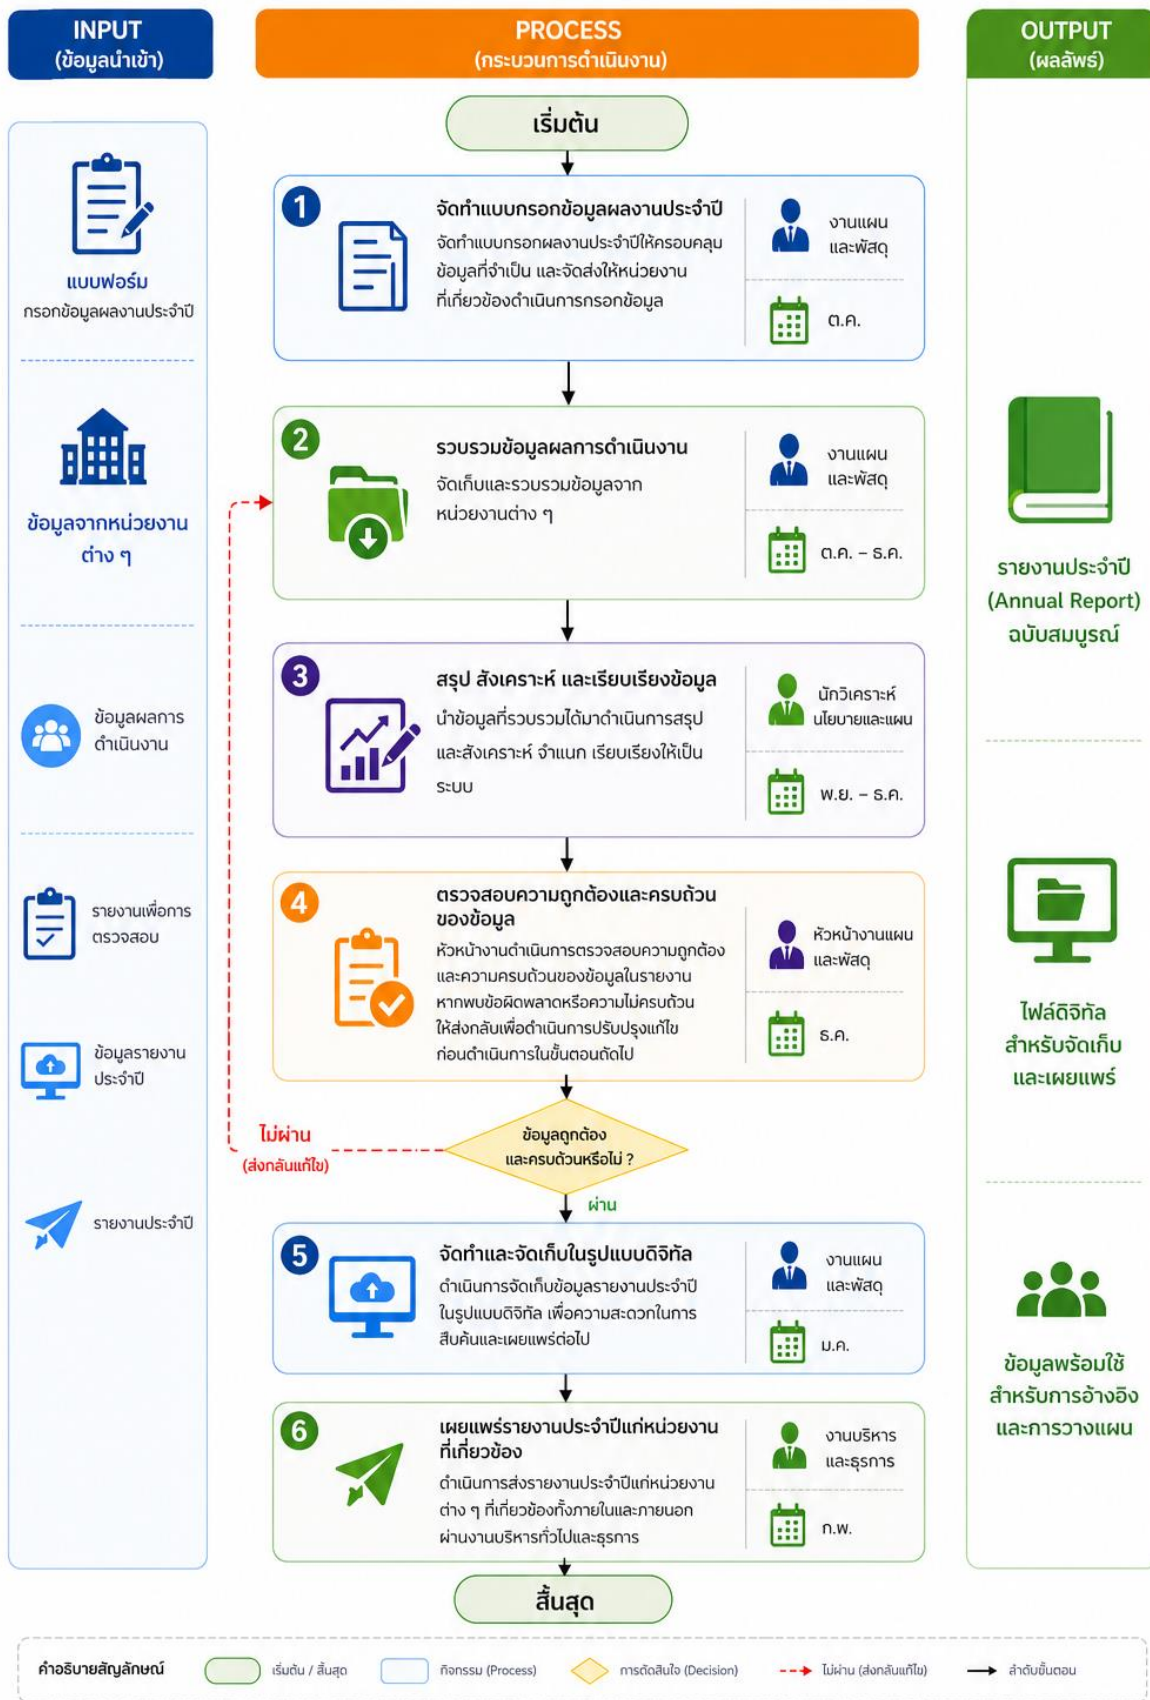 INPUT
(ข้อมูลนำเข้า)
PROCESS
(กระบวนการดำเนินงาน)
OUTPUT
(ผลลัพธ์)
แบบฟอร์ม
กรอกข้อมูลผลงานประจำปี
ข้อมูลจากหน่วยงาน
ต่าง ๆ
ข้อมูลผลการ
ดำเนินงาน
รายงานเพื่อการ
ตรวจสอบ
ข้อมูลรายงาน
ประจำปี
รายงานประจำปี
เริ่มต้น
1
จัดทำแบบกรอกข้อมูลผลงานประจำปี
จัดทำแบบกรอกผลงานประจำปีให้ครอบคลุม
ข้อมูลที่จำเป็น และจัดส่งให้หน่วยงาน
ที่เกี่ยวข้องดำเนินการกรอกข้อมูล
งานแผน
และพัสดุ
ต.ค.
2
รวบรวมข้อมูลผลการดำเนินงาน
จัดเก็บและรวบรวมข้อมูลจาก
หน่วยงานต่าง ๆ
งานแผน
และพัสดุ
ต.ค. – ธ.ค.
3
สรุป สังเคราะห์ และเรียบเรียงข้อมูล
นำข้อมูลที่รวบรวมได้มาดำเนินการสรุป
และสังเคราะห์ จำแนก เรียบเรียงให้เป็น
ระบบ
นักวิเคราะห์
นโยบายและแผน
พ.ย. – ธ.ค.
4
ตรวจสอบความถูกต้องและครบถ้วน
ของข้อมูล
หัวหน้างานดำเนินการตรวจสอบความถูกต้อง
และความครบถ้วนของข้อมูลในรายงาน
หากพบข้อผิดพลาดหรือความไม่ครบถ้วน
ให้ส่งกลับเพื่อดำเนินการปรับปรุงแก้ไข
ก่อนดำเนินการในขั้นตอนถัดไป
หัวหน้างานแผน
และพัสดุ
ธ.ค.
ข้อมูลถูกต้อง
และครบด้วนหรือไม่ ?
ไม่ผ่าน
(ส่งกลันแก้ไข)
ผ่าน
5
จัดทำและจัดเก็บในรูปแบบดิจิทัล
ดำเนินการจัดเก็บข้อมูลรายงานประจำปี
ในรูปแบบดิจิทัล เพื่อความสะดวกในการ
สืบค้นและเผยแพร่ต่อไป
งานแผน
และพัสดุ
ม.ค.
6
เผยแพร่รายงานประจำปีแก่หน่วยงาน
ที่เกี่ยวข้อง
ดำเนินการส่งรายงานประจำปีแก่หน่วยงาน
ต่าง ๆ ที่เกี่ยวข้องทั้งภายในและภายนอก
ผ่านงานบริหารทั่วไปและธุรการ
งานบริหาร
และธุรการ
ก.พ.
สิ้นสุด
รายงานประจำปี
(Annual Report)
ฉบับสมบูรณ์
ไฟล์ดิจิทัล
สำหรับจัดเก็บ
และเผยแพร่
ข้อมูลพร้อมใช้
สำหรับการอ้างอิง
และการวางแผน
คำอธิบายสัญลักษณ์
เริ่มต้น / สิ้นสุด
กิจกรรม (Process)
การตัดสินใจ (Decision)
ไม่ผ่าน (ส่งกลันแก้ไข)
ลำดับขั้นตอน